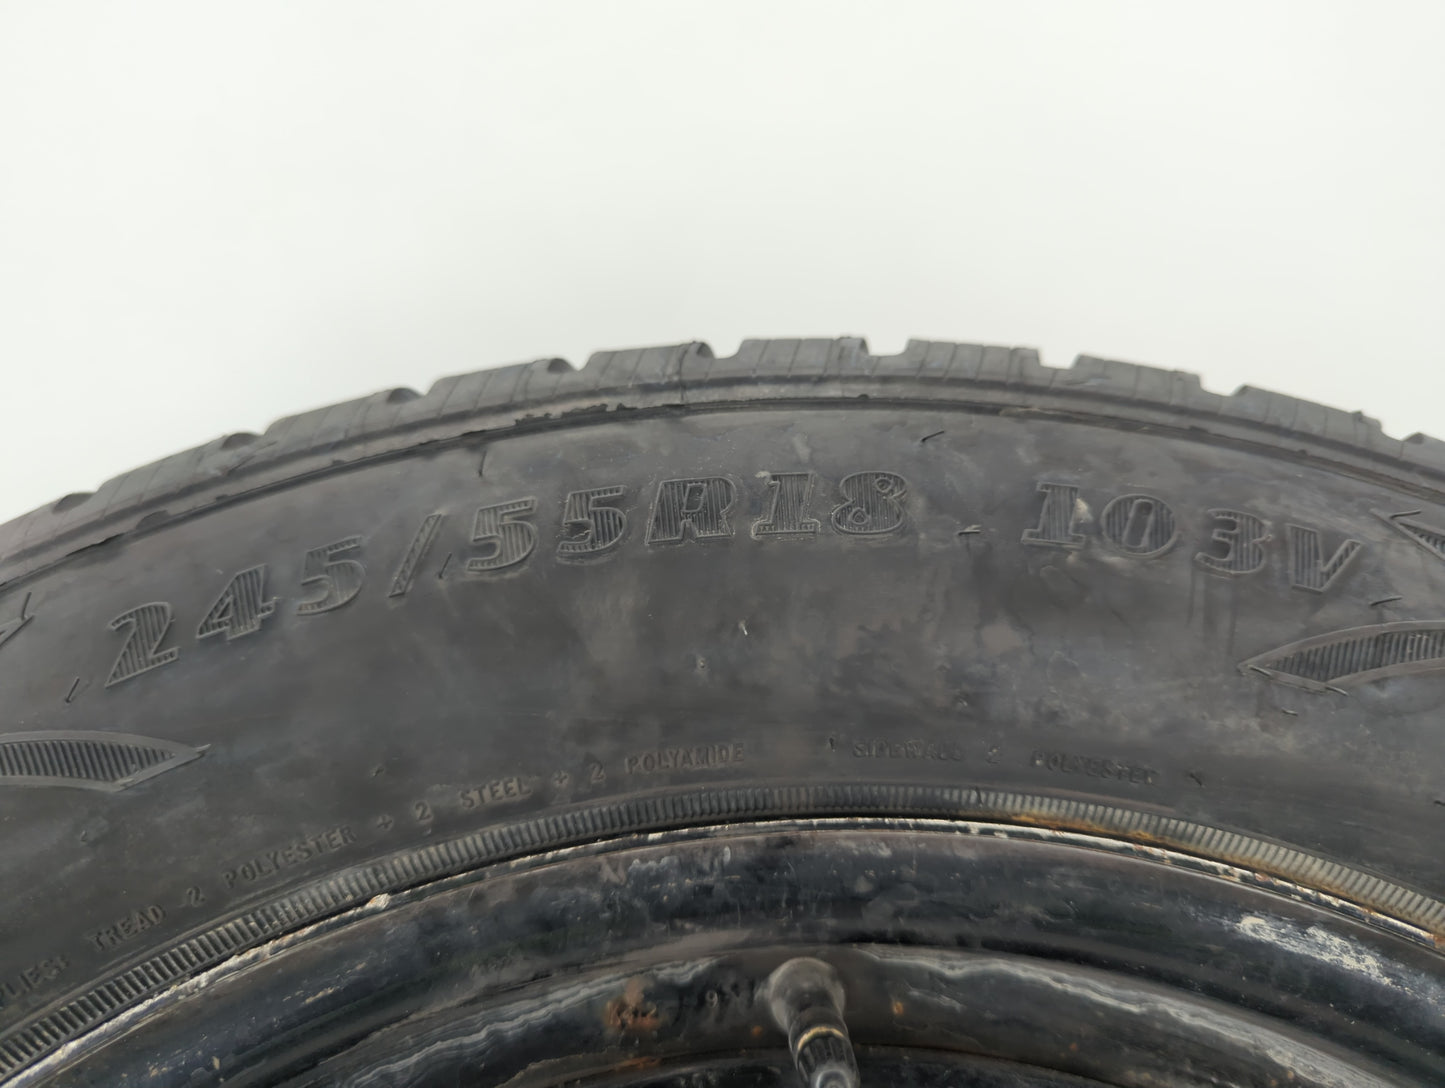 245/55R18 103V
PLIES: TREAD 2 POLYESTER + 2 STEEL + 2 POLYAMIDE SIDEWALL 2 POLYESTER